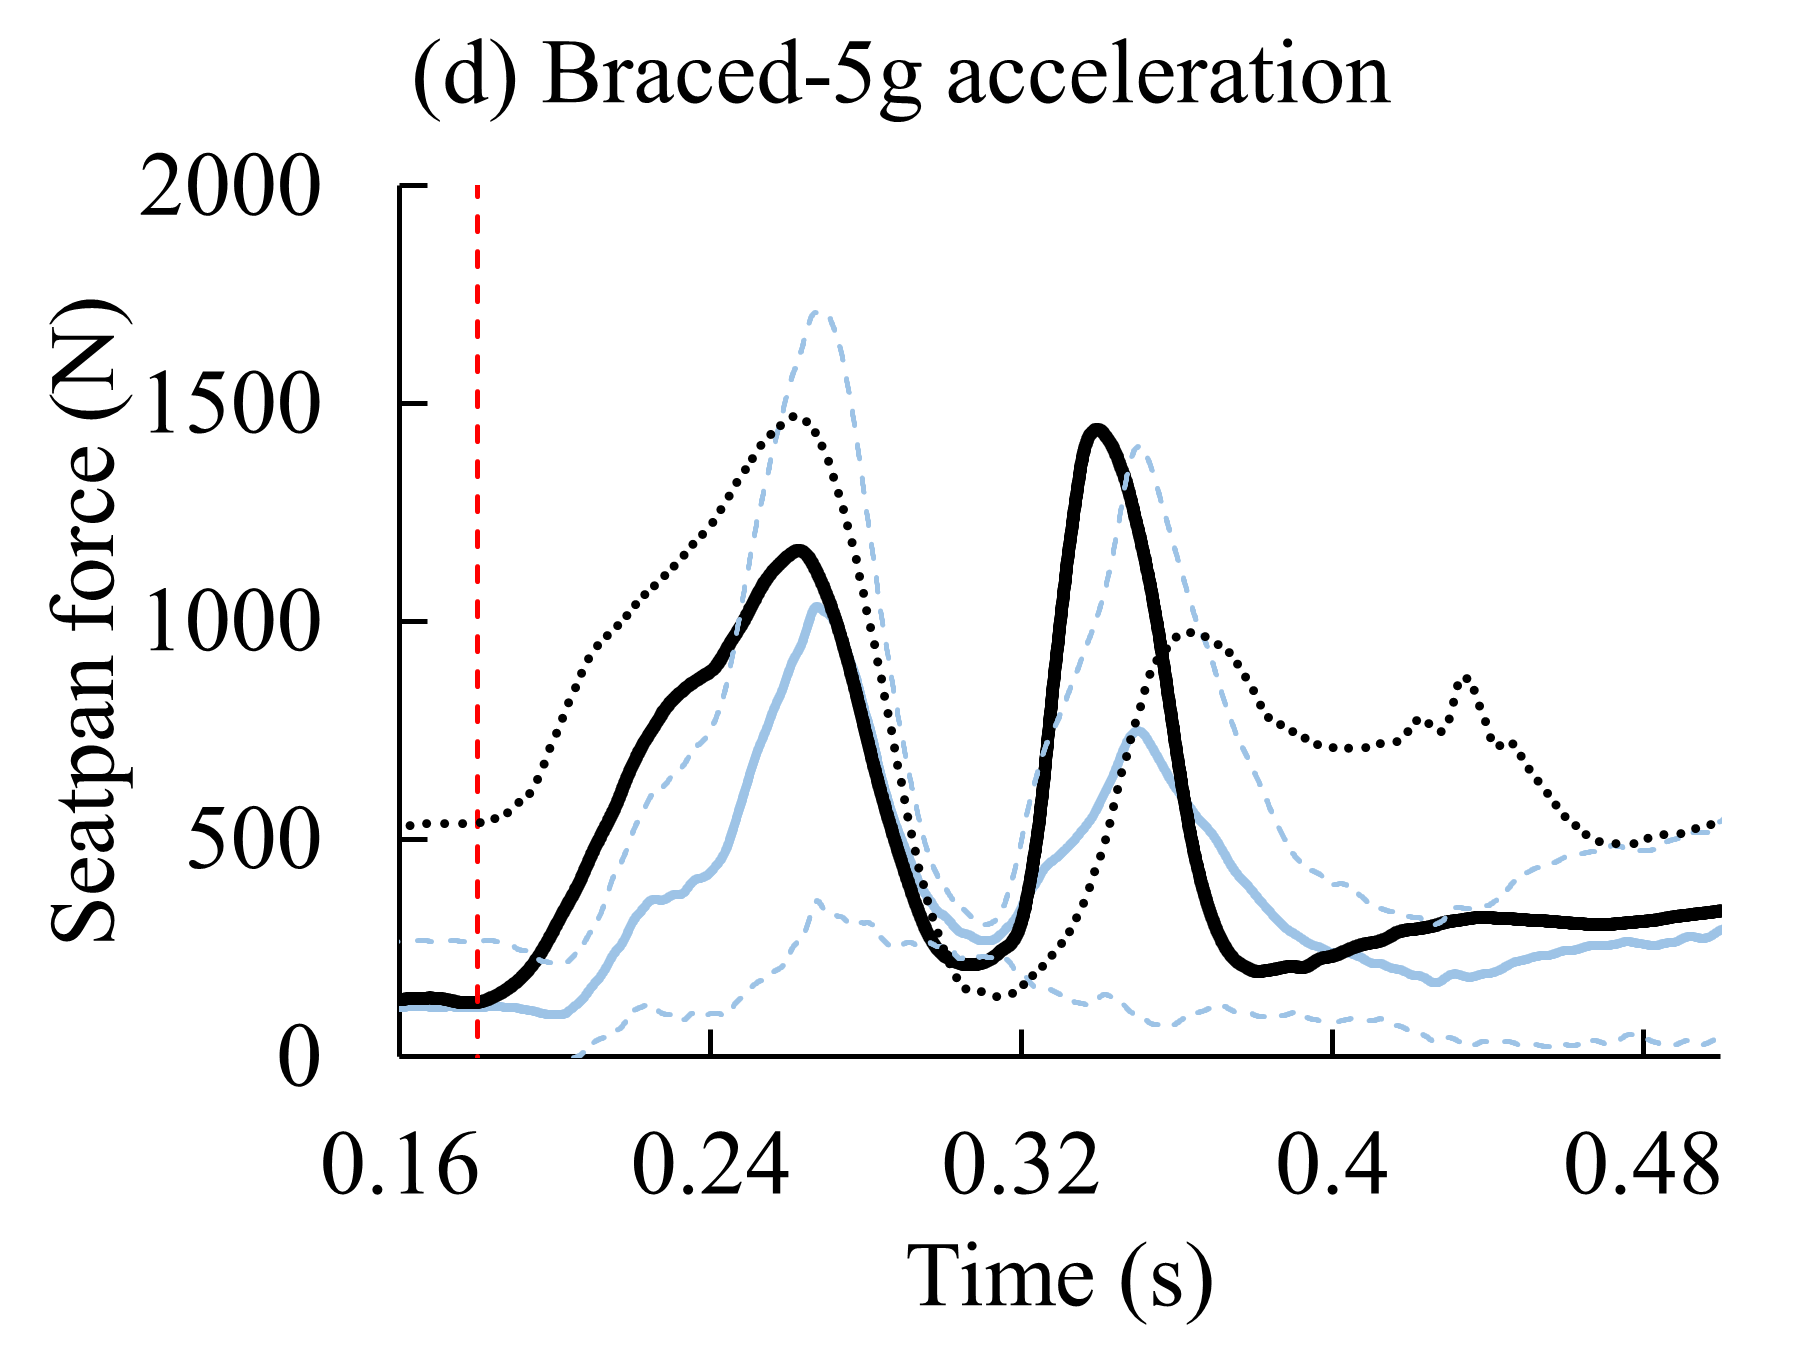 (d) Braced-5g acceleration
2000
1500
1000
500
0
Seatpan force (N)
0.16 0.24 0.32 0.4 0.48
Time (s)